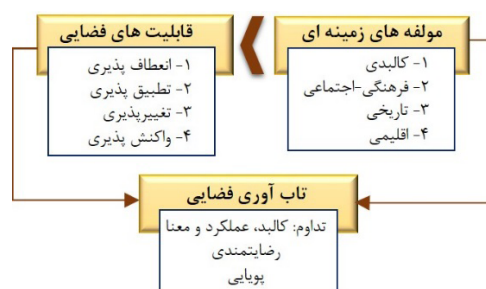 مولفه های زمینه ای
۱- کالبدی
۲- فرهنگی-اجتماعی
۳- تاریخی
۴- اقلیمی
قابلیت های فضایی
۱- انعطاف پذیری
۲- تطبیق پذیری
۳- تغییرپذیری
۴- واکنش پذیری
تاب آوری فضایی
تداوم: کالبد، عملکرد و معنا
رضایتمندی
پویایی